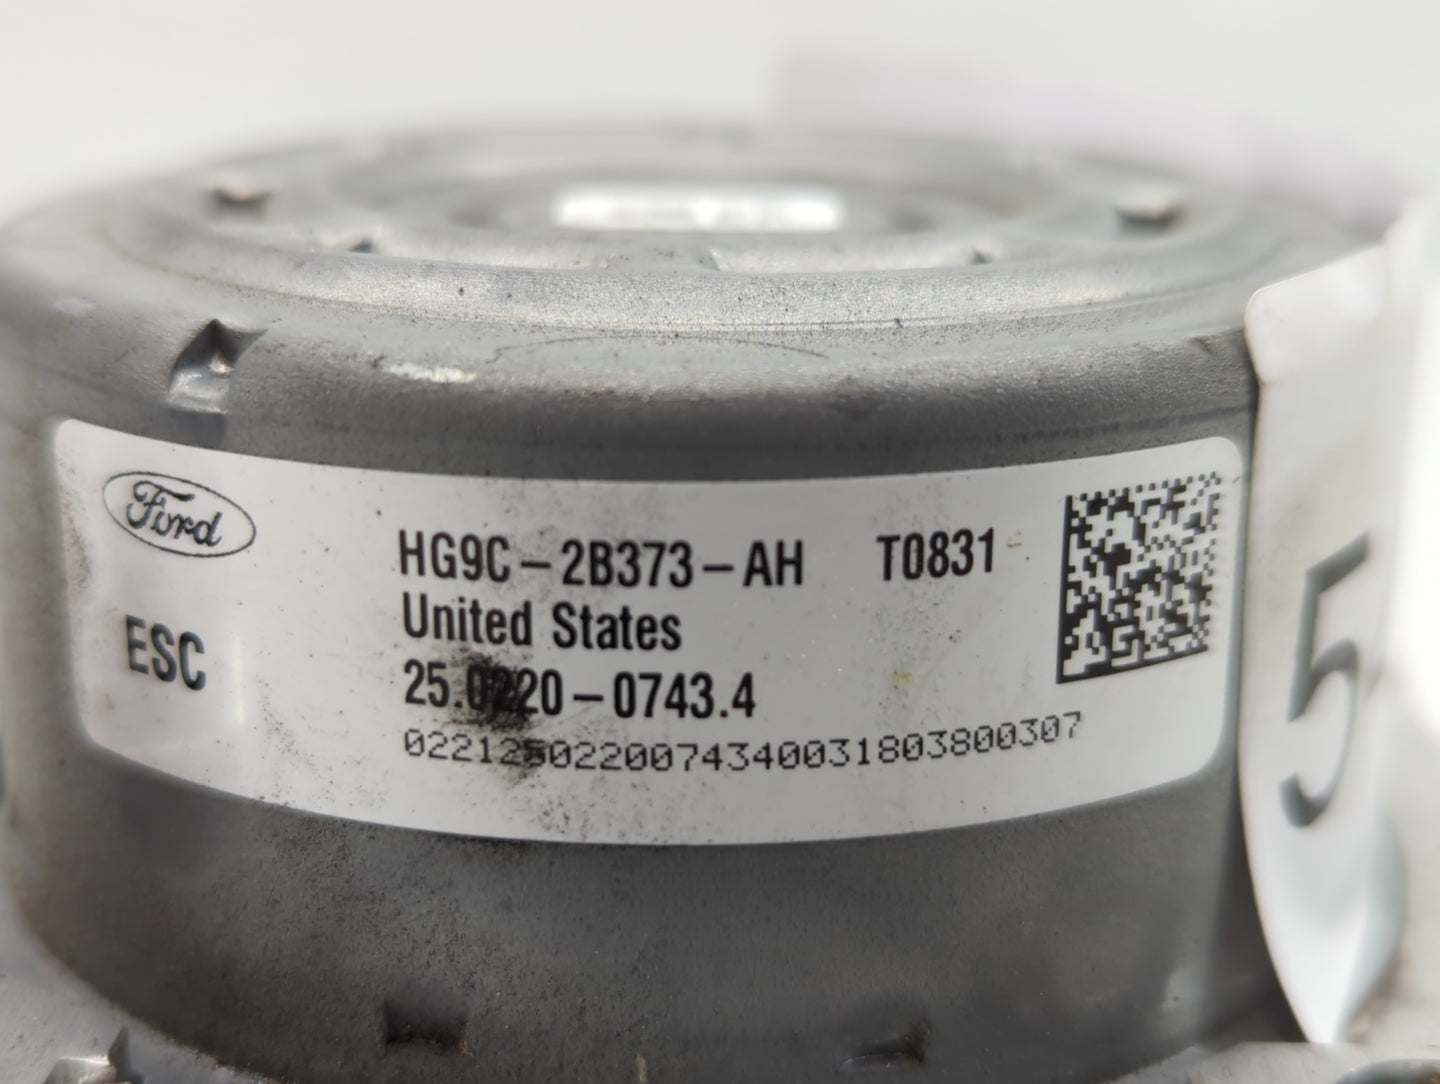 Ford
HG9C-2B373-AH T0831
United States
ESC
25.0220-0743.4
0221250220074340031803800307
5